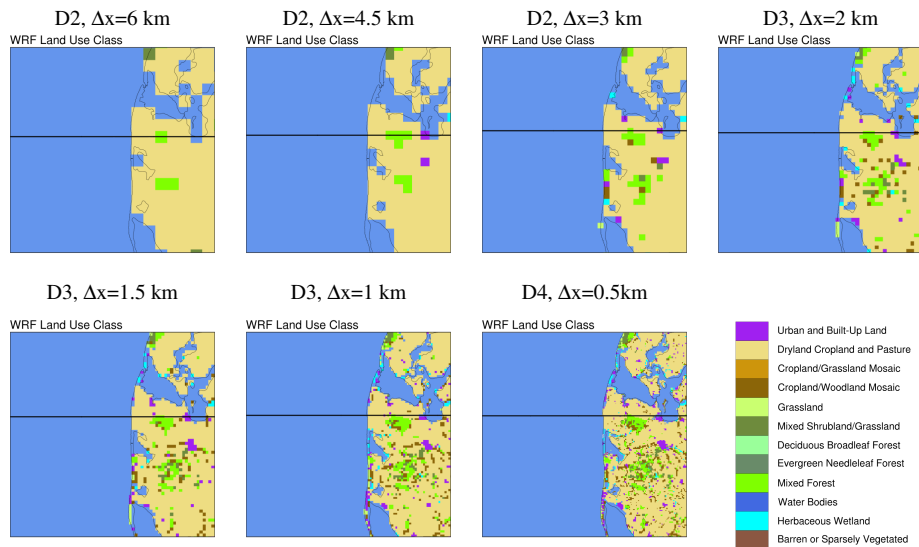 D2, Δx=6 km
D2, Δx=4.5 km
D2, Δx=3 km
D3, Δx=2 km
WRF Land Use Class
WRF Land Use Class
WRF Land Use Class
WRF Land Use Class
D3, Δx=1.5 km
D3, Δx=1 km
D4, Δx=0.5km
WRF Land Use Class
WRF Land Use Class
WRF Land Use Class
Urban and Built-Up Land
Dryland Cropland and Pasture
Cropland/Grassland Mosaic
Cropland/Woodland Mosaic
Grassland
Mixed Shrubland/Grassland
Deciduous Broadleaf Forest
Evergreen Needleleaf Forest
Mixed Forest
Water Bodies
Herbaceous Wetland
Barren or Sparsely Vegetated